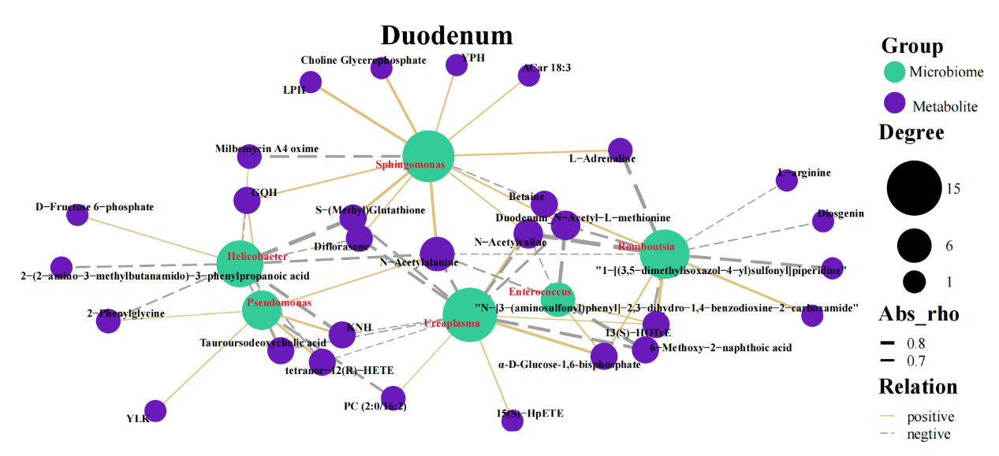 Duodenum
Choline Glycerophosphate
YPH
ACar 18:3
LPH
Milbemycin A4 oxime
Sphingomonas
L−Adrenaline
L−arginine
GQH
Betaine
D−Fructose 6−phosphate
S−(Methyl)Glutathione
Duodenum_N−Acetyl−L−methionine
Diosgenin
N−Acetylvaline
Diflorasone
Romboutsia
Helicobaeter
N−Acetylalanine
"1−[(3,5−dimethylisoxazol−4−yl)sulfonyl]piperidine"
2−(2−amino−3−methylbutanamido)−3−phenylpropanoic acid
Enterococcus
Pseudomonas
"N−[3−(aminosulfonyl)phenyl]−2,3−dihydro−1,4−benzodioxine−2−carboxamide"
2−Phenylglycine
Ureaplasma
KNH
13(S)−HOTrE
Tauroursodeoxycholic acid
6−Methoxy−2−naphthoic acid
α-D-Glucose-1,6-bisphosphate
tetranor−12(R)−HETE
PC (2:0/16:2)
15(S)−HpETE
YLK
Group
Microbiome
Metabolite
Degree
15
6
1
Abs_rho
0.8
0.7
Relation
positive
negtive